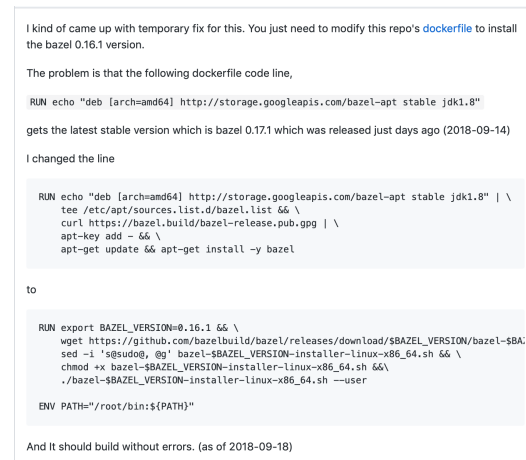 I kind of came up with temporary fix for this. You just need to modify this repo's dockerfile to install
the bazel 0.16.1 version.
The problem is that the following dockerfile code line,
RUN echo "deb [arch=amd64] http://storage.googleapis.com/bazel-apt stable jdk1.8"
gets the latest stable version which is bazel 0.17.1 which was released just days ago (2018-09-14)
I changed the line
RUN echo "deb [arch=amd64] http://storage.googleapis.com/bazel-apt stable jdk1.8" | \
tee /etc/apt/sources.list.d/bazel.list && \
curl https://bazel.build/bazel-release.pub.gpg | \
apt-key add - && \
apt-get update && apt-get install -y bazel
to
RUN export BAZEL_VERSION=0.16.1 && \
wget https://github.com/bazelbuild/bazel/releases/download/$BAZEL_VERSION/bazel-$BAZ
sed -i 's@sudo@, @g' bazel-$BAZEL_VERSION-installer-linux-x86_64.sh && \
chmod +x bazel-$BAZEL_VERSION-installer-linux-x86_64.sh &&\
./bazel-$BAZEL_VERSION-installer-linux-x86_64.sh --user
ENV PATH="/root/bin:${PATH}"
And It should build without errors. (as of 2018-09-18)